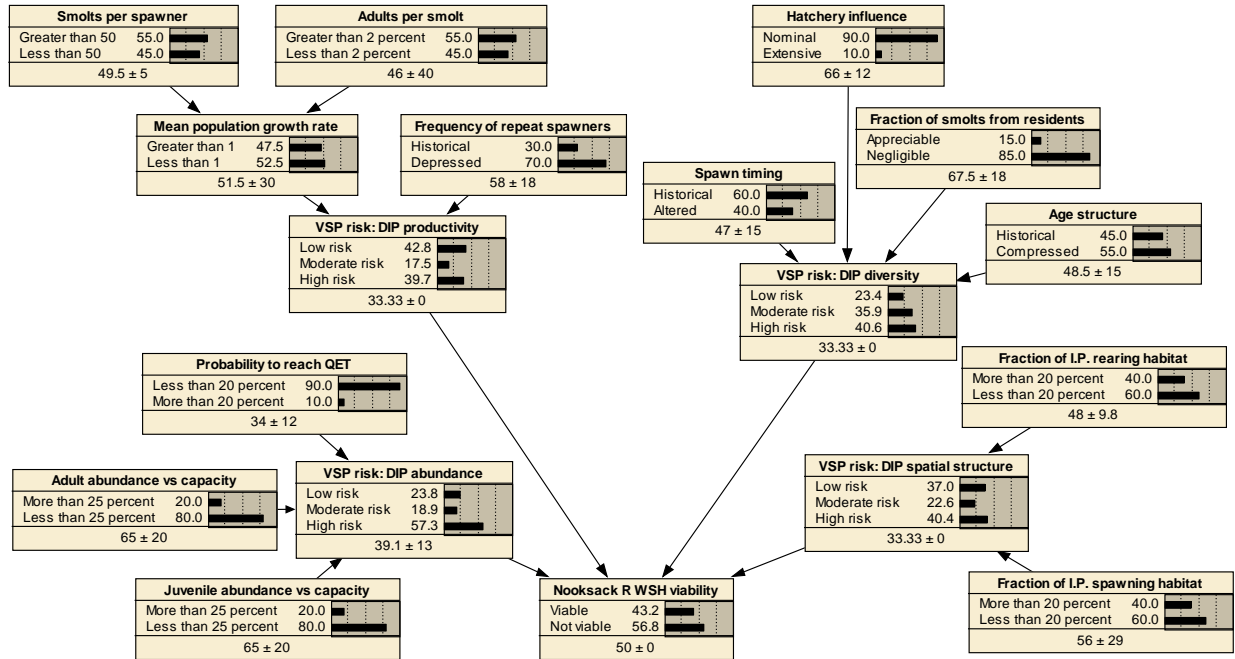 Smolts per spawner
Greater than 50 55.0
Less than 50 45.0
49.5 ± 5
Adults per smolt
Greater than 2 percent 55.0
Less than 2 percent 45.0
46 ± 40
Hatchery influence
Nominal 90.0
Extensive 10.0
66 ± 12
Mean population growth rate
Greater than 1 47.5
Less than 1 52.5
51.5 ± 30
Frequency of repeat spawners
Historical 30.0
Depressed 70.0
58 ± 18
Fraction of smolts from residents
Appreciable 15.0
Negligible 85.0
67.5 ± 18
Spawn timing
Historical 60.0
Altered 40.0
47 ± 15
Age structure
Historical 45.0
Compressed 55.0
48.5 ± 15
VSP risk: DIP productivity
Low risk 42.8
Moderate risk 17.5
High risk 39.7
33.33 ± 0
VSP risk: DIP diversity
Low risk 23.4
Moderate risk 35.9
High risk 40.6
33.33 ± 0
Probability to reach QET
Less than 20 percent 90.0
More than 20 percent 10.0
34 ± 12
Fraction of I.P. rearing habitat
More than 20 percent 40.0
Less than 20 percent 60.0
48 ± 9.8
Adult abundance vs capacity
More than 25 percent 20.0
Less than 25 percent 80.0
65 ± 20
VSP risk: DIP abundance
Low risk 23.8
Moderate risk 18.9
High risk 57.3
39.1 ± 13
VSP risk: DIP spatial structure
Low risk 37.0
Moderate risk 22.6
High risk 40.4
33.33 ± 0
Juvenile abundance vs capacity
More than 25 percent 20.0
Less than 25 percent 80.0
65 ± 20
Nooksack R WSH viability
Viable 43.2
Not viable 56.8
50 ± 0
Fraction of I.P. spawning habitat
More than 20 percent 40.0
Less than 20 percent 60.0
56 ± 29